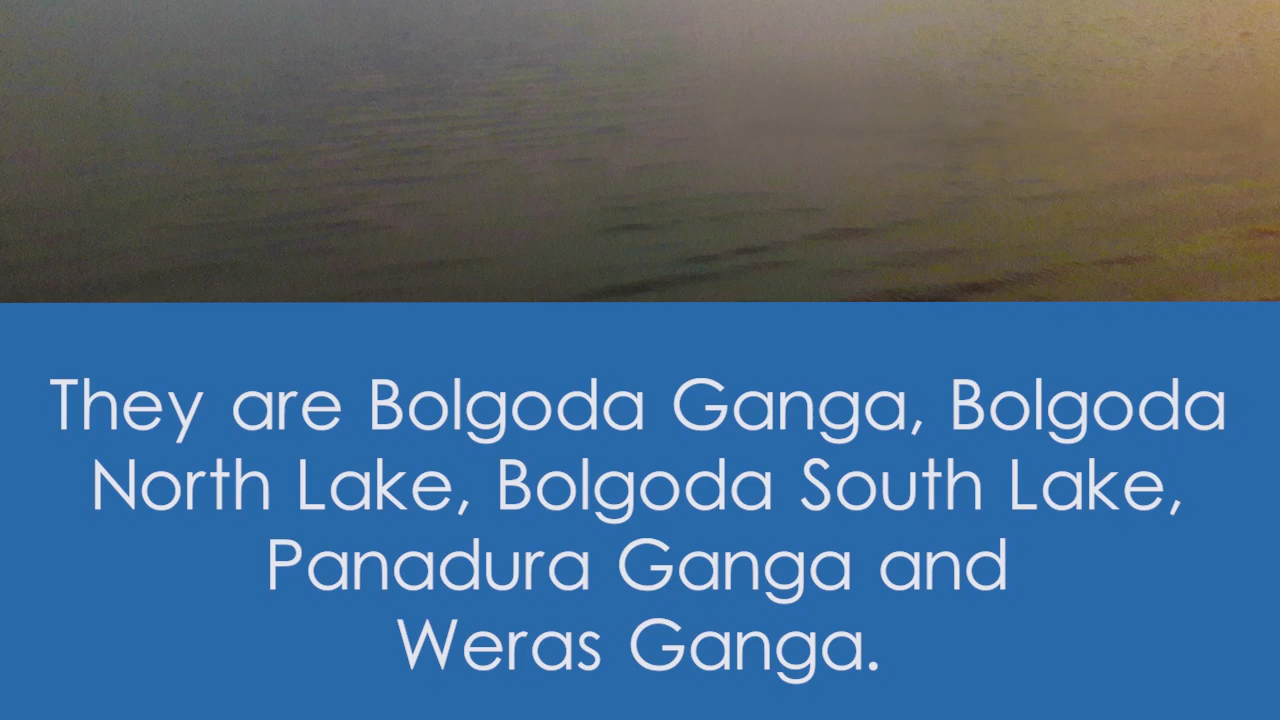 They are Bolgoda Ganga, Bolgoda
North Lake, Bolgoda South Lake,
Panadura Ganga and
Weras Ganga.